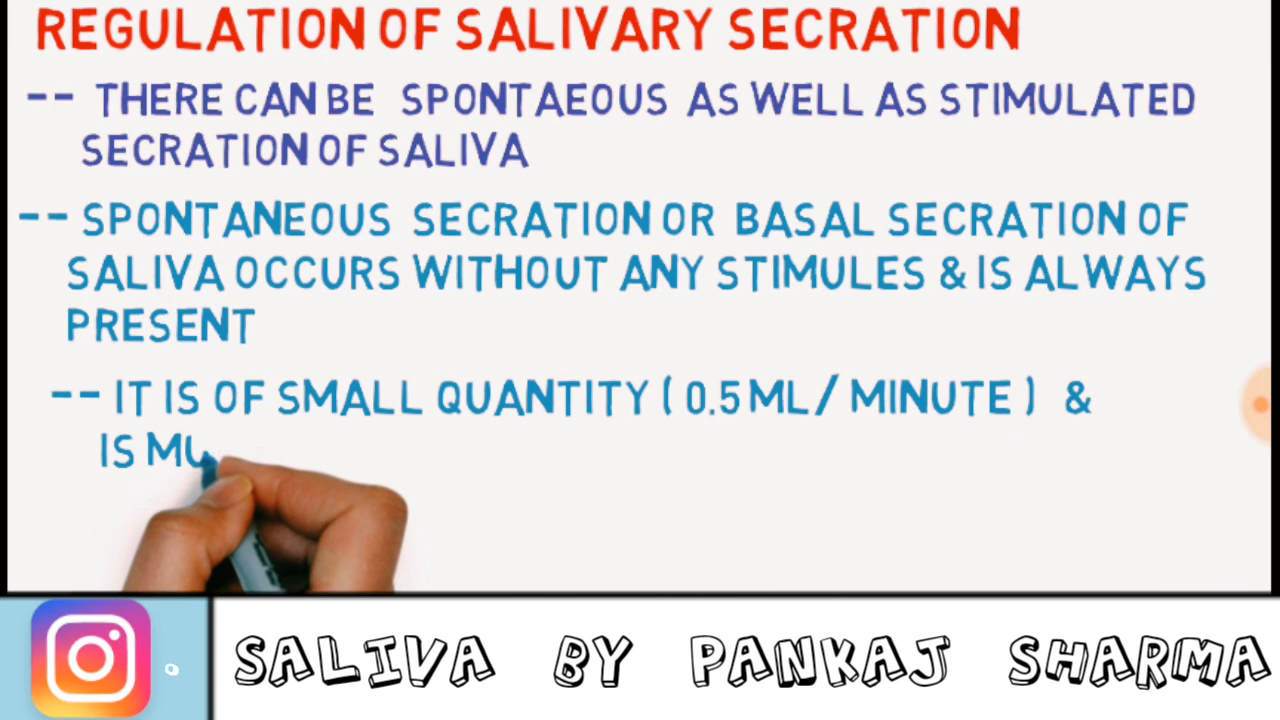 REGULATION OF SALIVARY SECRATION
-- THERE CAN BE SPONTAEOUS AS WELL AS STIMULATED
SECRATION OF SALIVA
-- SPONTANEOUS SECRATION OR BASAL SECRATION OF
SALIVA OCCURS WITHOUT ANY STIMULES & IS ALWAYS
PRESENT
-- IT IS OF SMALL QUANTITY ( 0.5 ML / MINUTE ) &
IS MU
SALIVA BY PANKAJ SHARMA